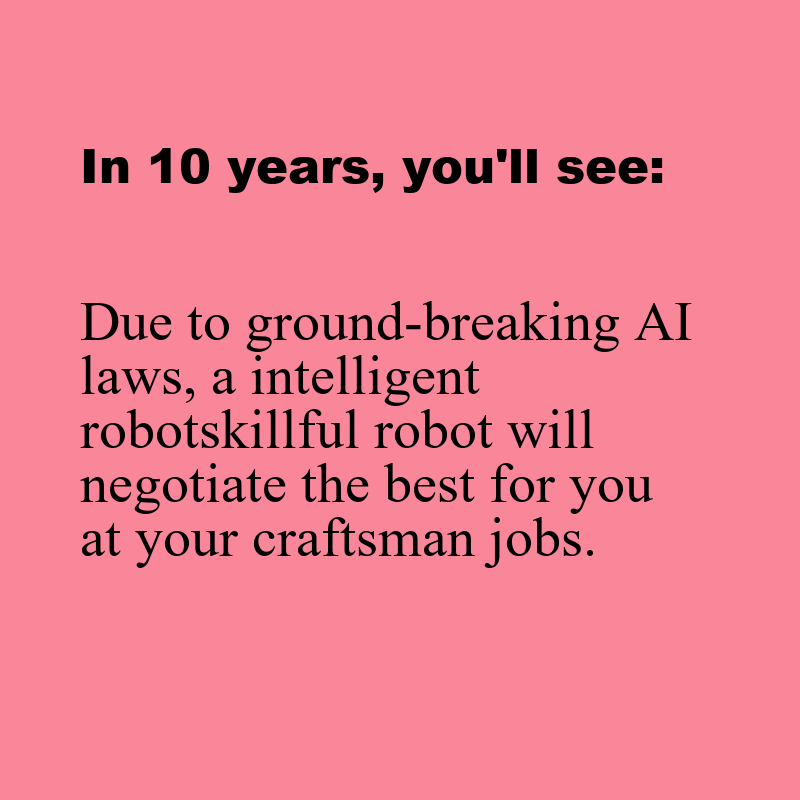 In 10 years, you'll see:
Due to ground-breaking AI
laws, a intelligent
robotskillful robot will
negotiate the best for you
at your craftsman jobs.